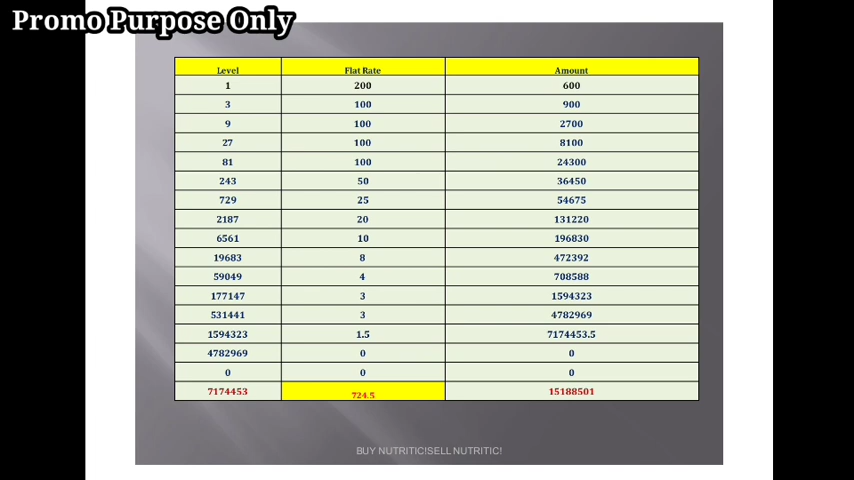 Promo Purpose Only
Level Flat Rate Amount
1 200 600
3 100 900
9 100 2700
27 100 8100
81 100 24300
243 50 36450
729 25 54675
2187 20 131220
6561 10 196830
19683 8 472392
59049 4 708588
177147 3 1594323
531441 3 4782969
1594323 1.5 7174453.5
4782969 0 0
0 0 0
7174453 724.5 15188501
BUY NUTRITIC!SELL NUTRITIC!